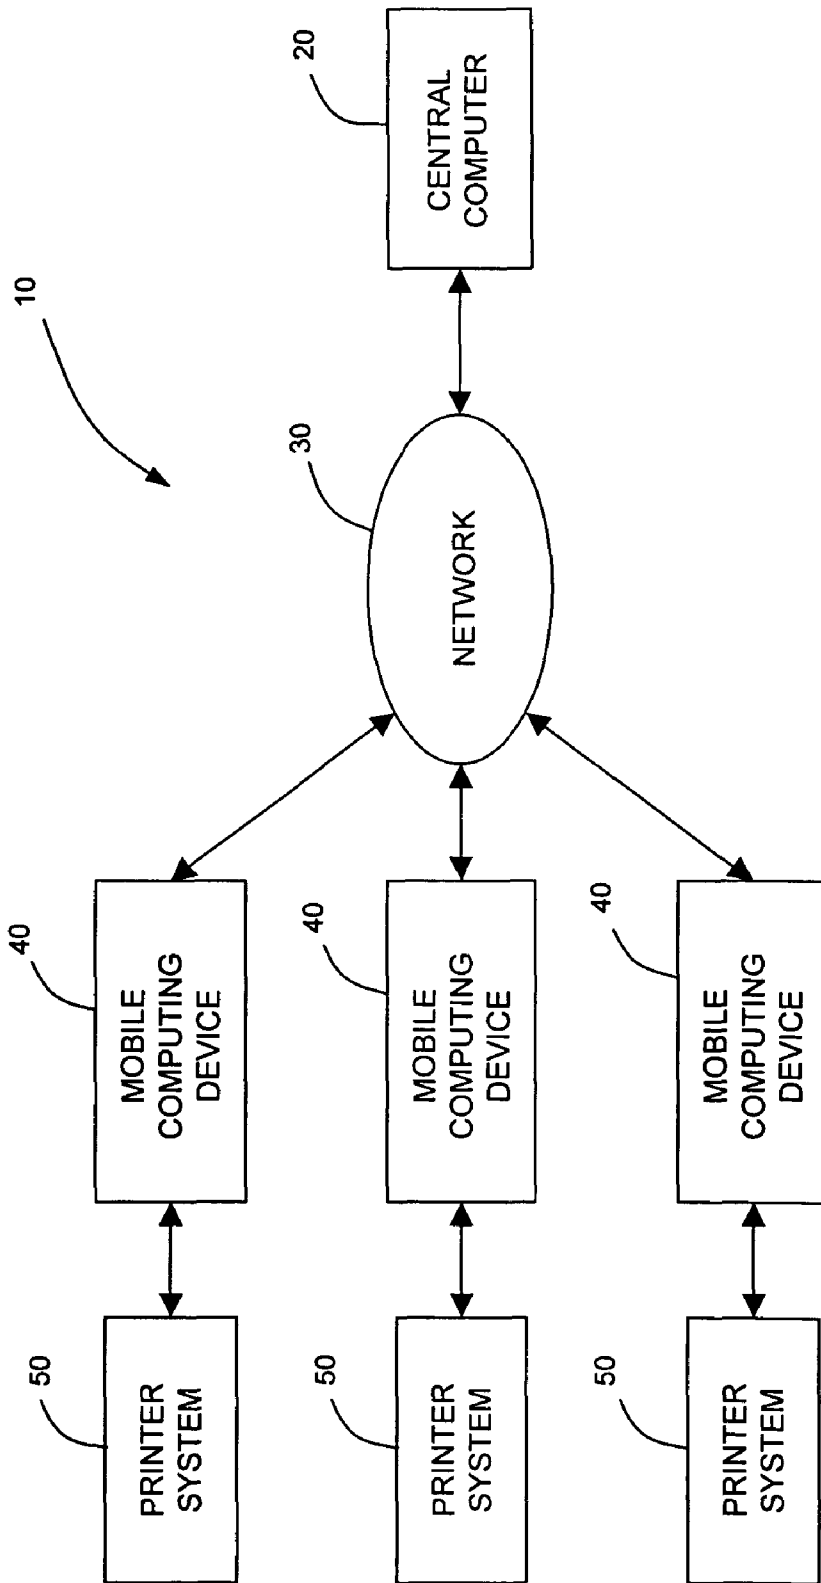 10
50
PRINTER
SYSTEM
40
MOBILE
COMPUTING
DEVICE
50
PRINTER
SYSTEM
40
MOBILE
COMPUTING
DEVICE
30
NETWORK
20
CENTRAL
COMPUTER
50
PRINTER
SYSTEM
40
MOBILE
COMPUTING
DEVICE